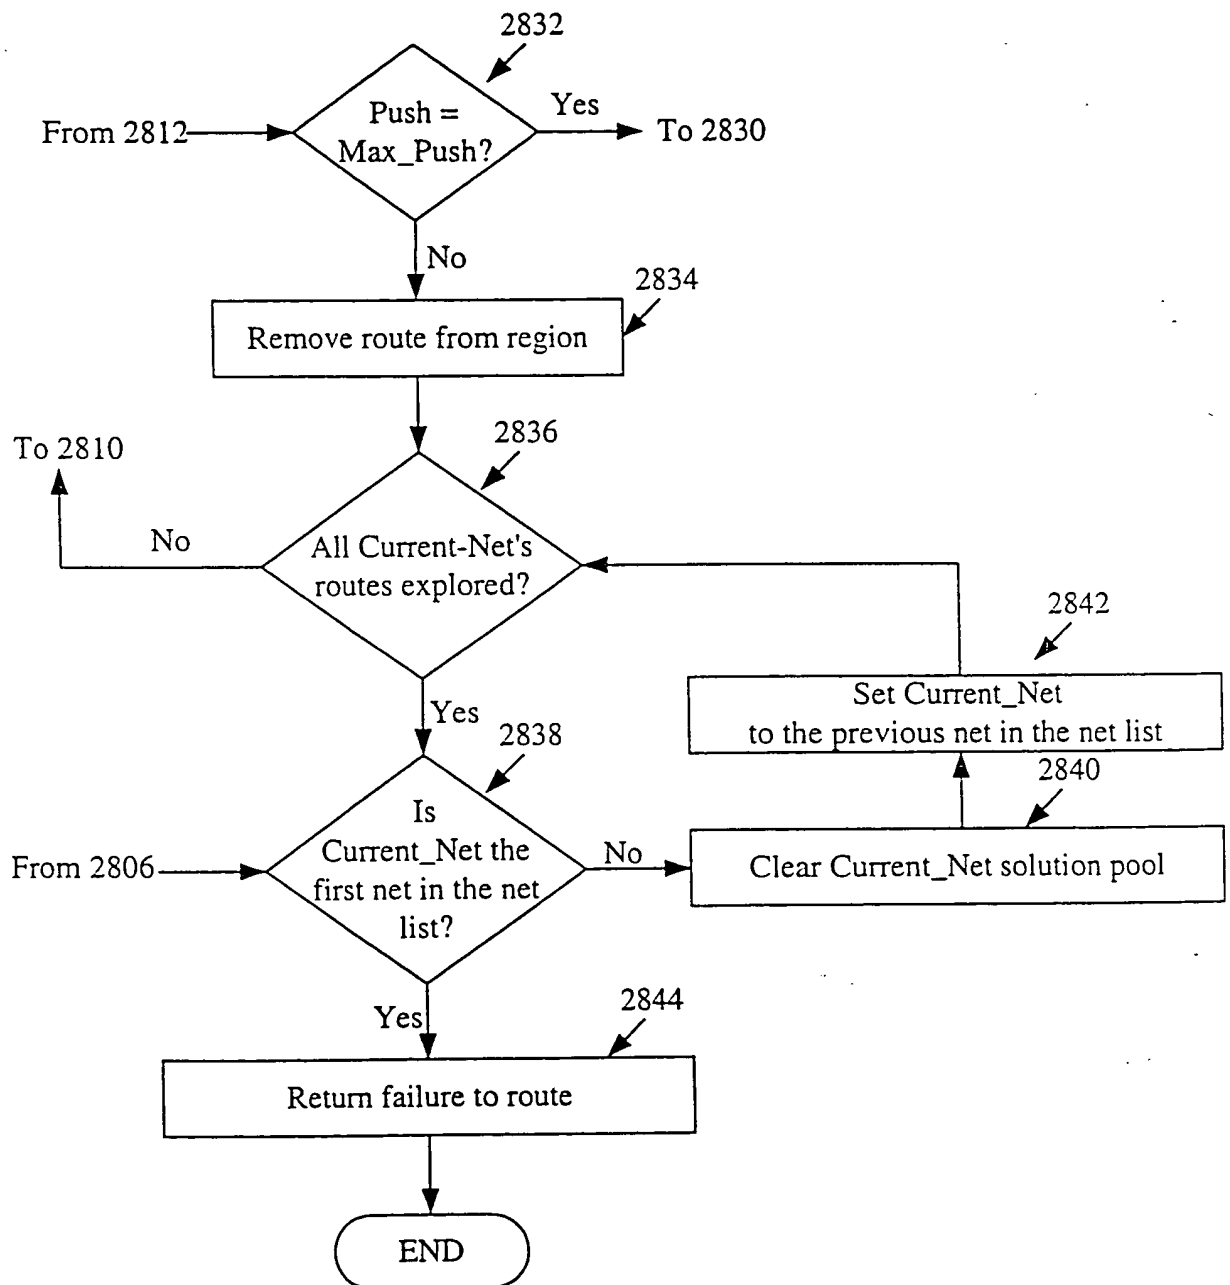 2832
Push =
Max_Push?
Yes
From 2812
To 2830
No
2834
Remove route from region
2836
To 2810
No
All Current-Net's
routes explored?
2842
Set Current_Net
to the previous net in the net list
Yes
2838
2840
Is
Current_Net the
first net in the net
list?
From 2806
No
Clear Current_Net solution pool
Yes
2844
Return failure to route
END